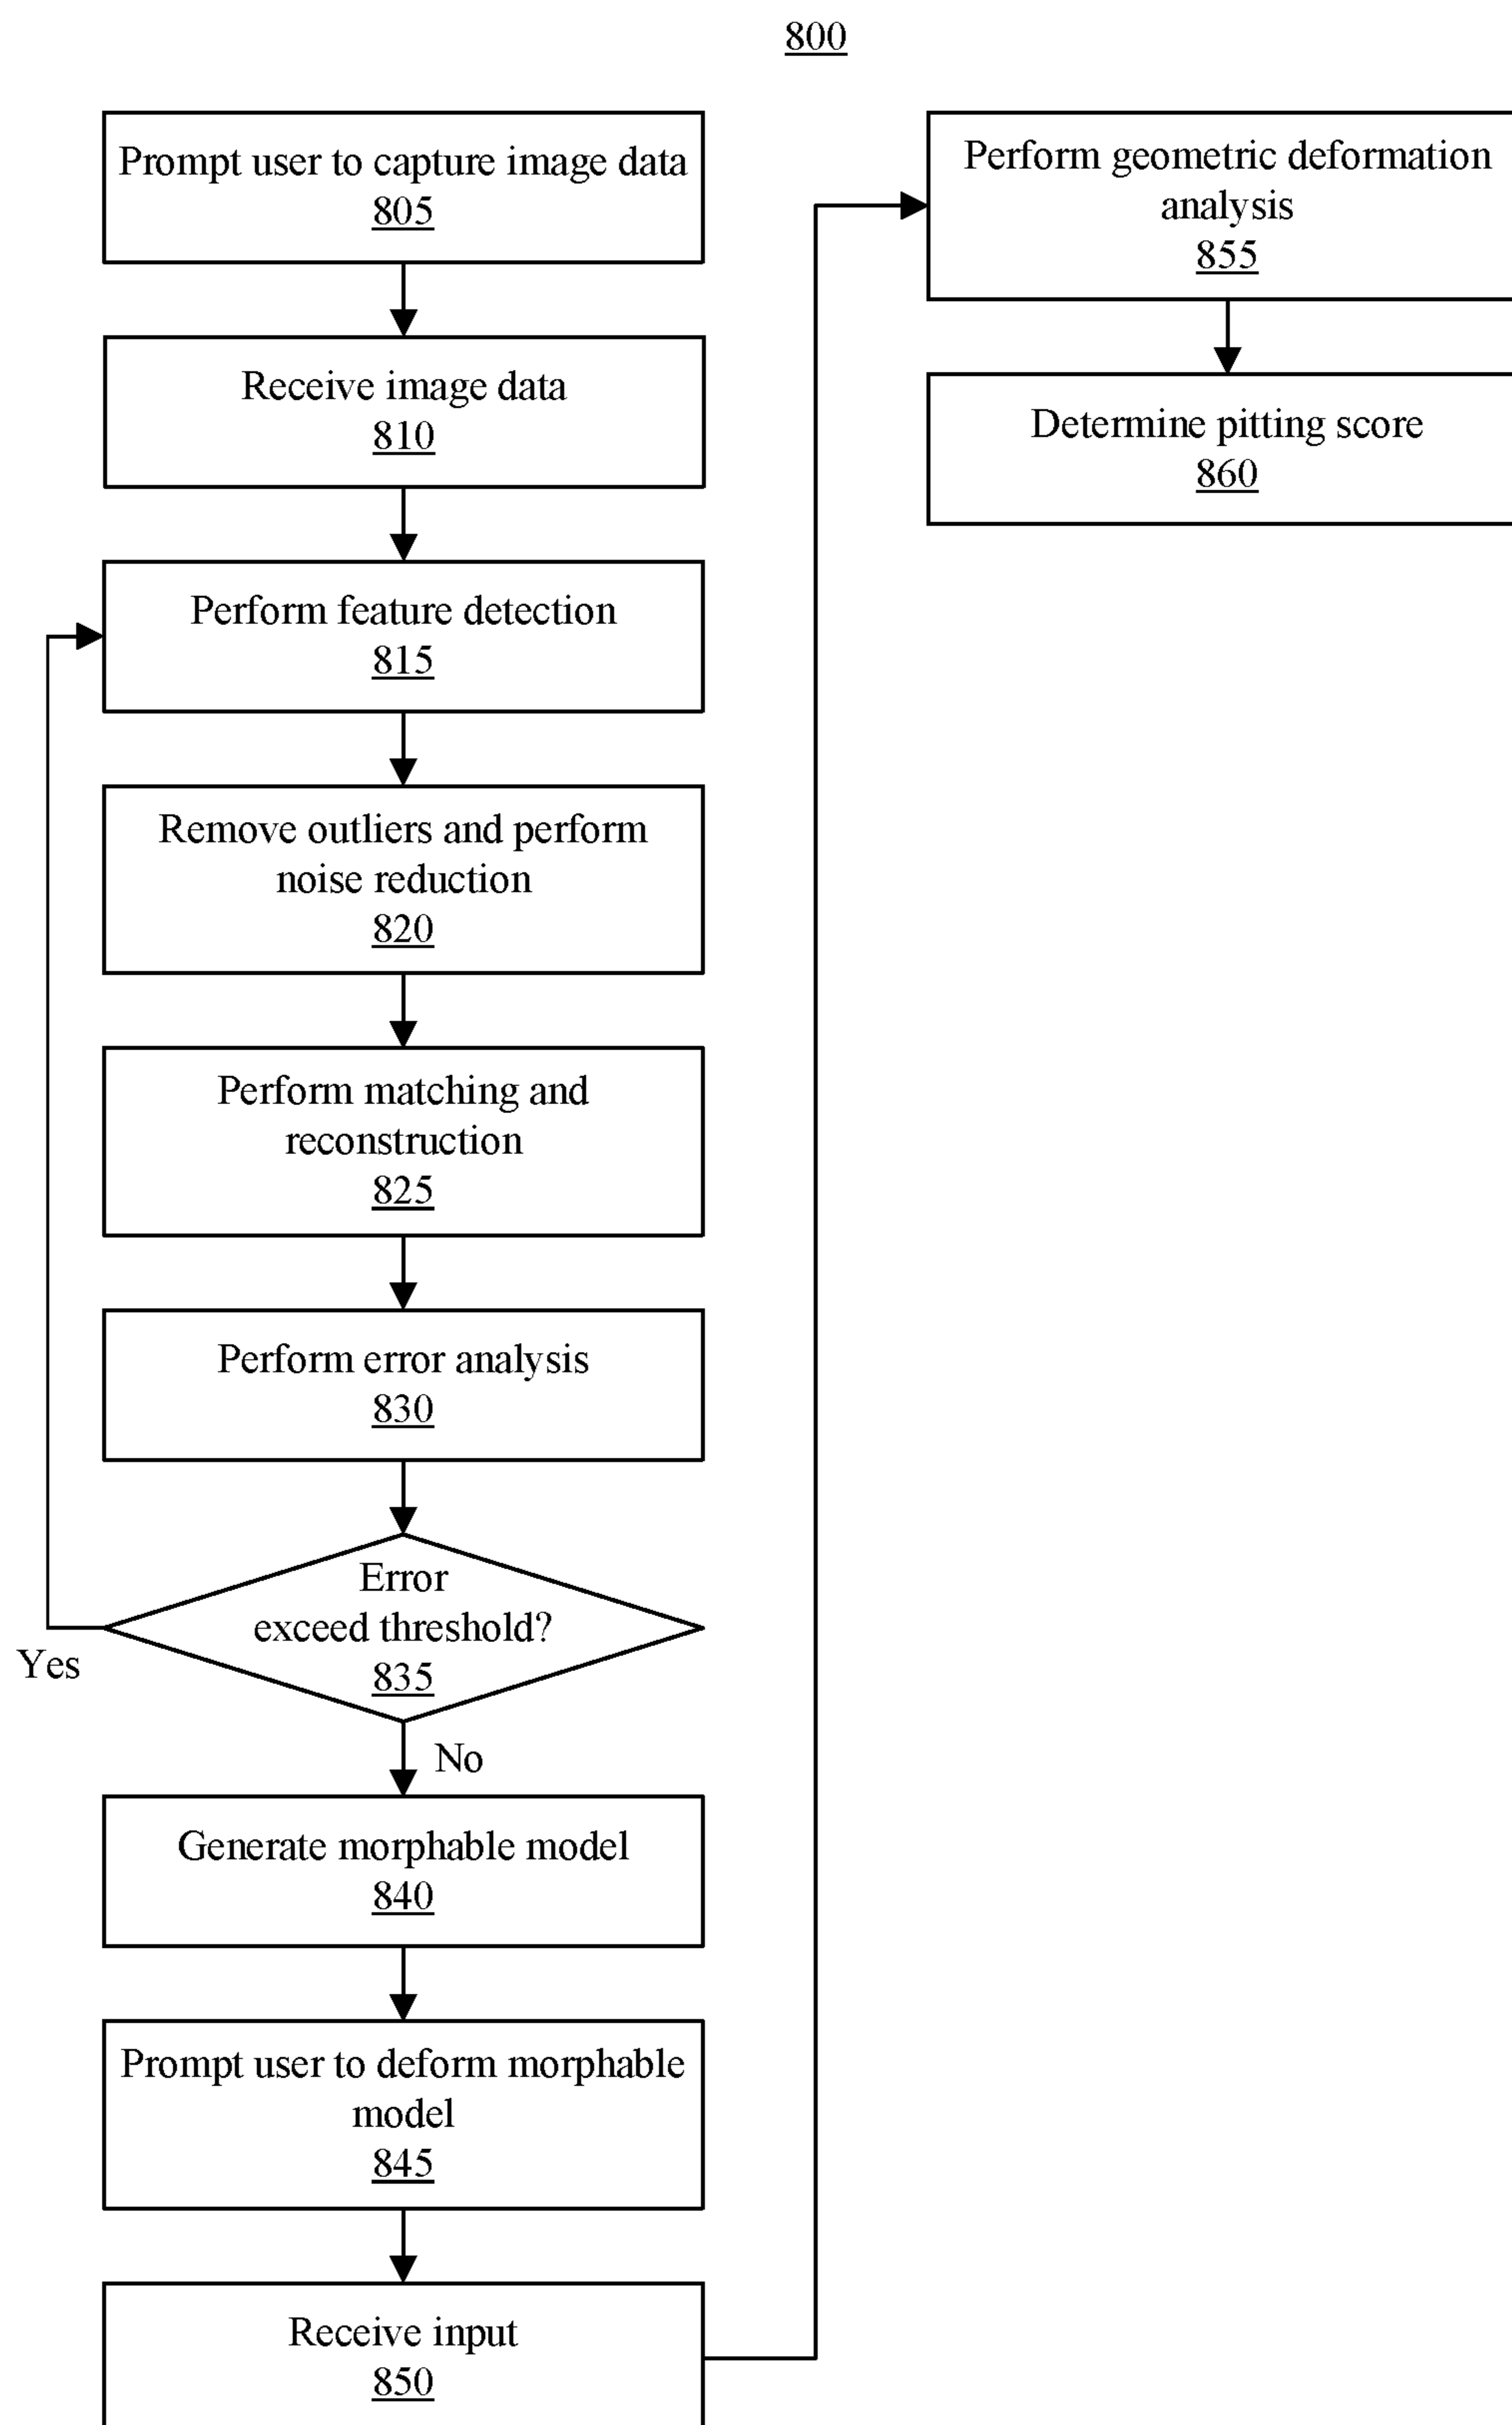 800
Prompt user to capture image data
805
Receive image data
810
Perform feature detection
815
Remove outliers and perform
noise reduction
820
Perform matching and
reconstruction
825
Perform error analysis
830
Error
exceed threshold?
835
Yes
No
Generate morphable model
840
Prompt user to deform morphable
model
845
Receive input
850
Perform geometric deformation
analysis
855
Determine pitting score
860